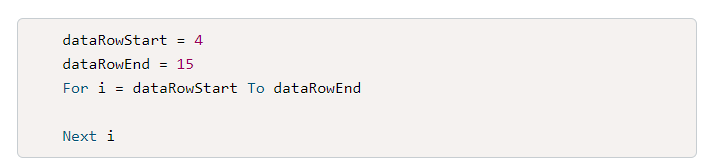 dataRowStart = 4
dataRowEnd = 15
For i = dataRowStart To dataRowEnd
Next i